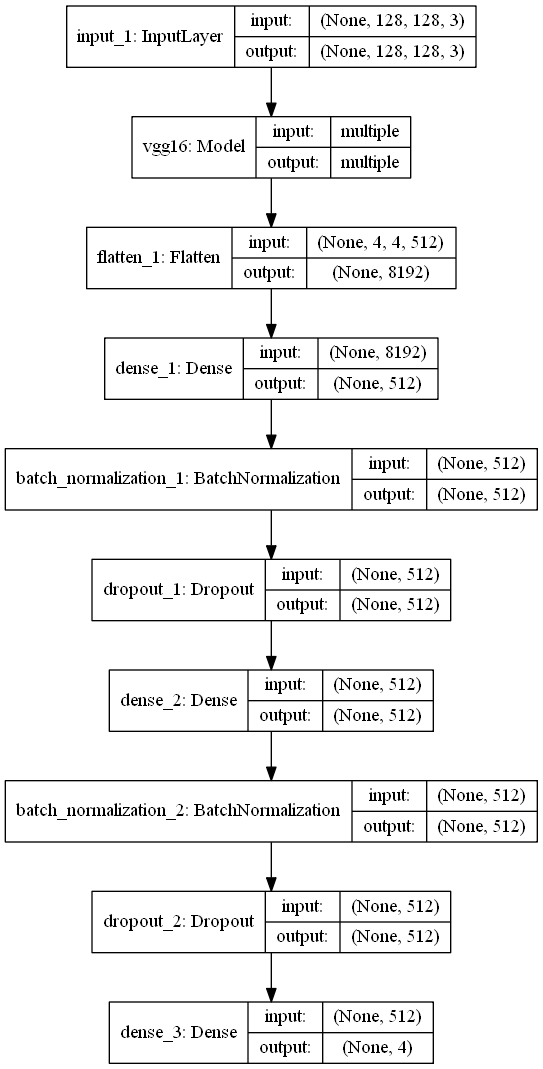 input_1: InputLayer
input: (None, 128, 128, 3)
output: (None, 128, 128, 3)
vgg16: Model
input: multiple
output: multiple
flatten_1: Flatten
input: (None, 4, 4, 512)
output: (None, 8192)
dense_1: Dense
input: (None, 8192)
output: (None, 512)
batch_normalization_1: BatchNormalization
input: (None, 512)
output: (None, 512)
dropout_1: Dropout
input: (None, 512)
output: (None, 512)
dense_2: Dense
input: (None, 512)
output: (None, 512)
batch_normalization_2: BatchNormalization
input: (None, 512)
output: (None, 512)
dropout_2: Dropout
input: (None, 512)
output: (None, 512)
dense_3: Dense
input: (None, 512)
output: (None, 4)